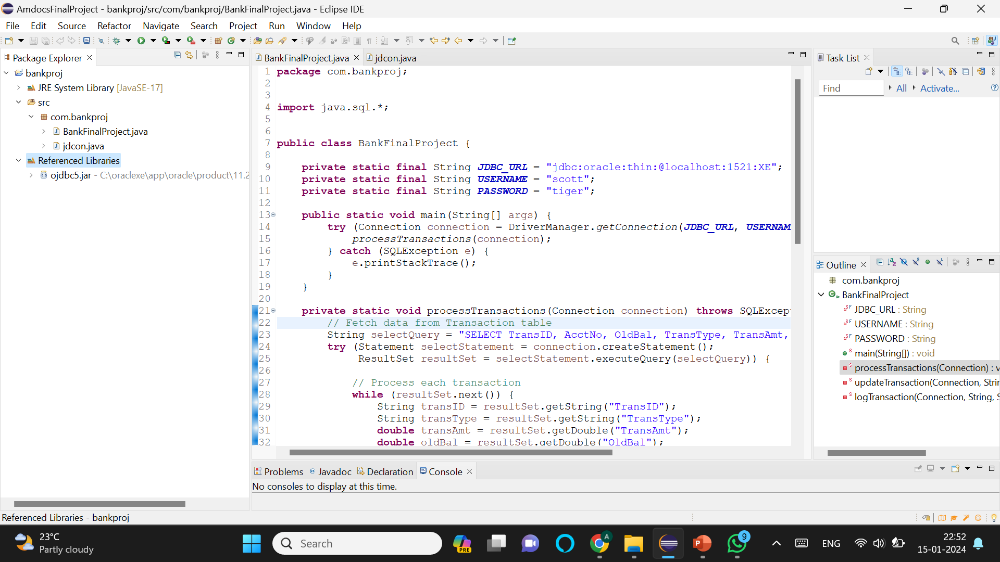 AmdocsFinalProject - bankproj/src/com/bankproj/BankFinalProject.java - Eclipse IDE
File Edit Source Refactor Navigate Search Project Run Window Help
Package Explorer
bankproj
JRE System Library [JavaSE-17]
src
com.bankproj
BankFinalProject.java
jdcon.java
Referenced Libraries
ojdbc5.jar - C:\oraclexe\app\oracle\product\11.2
BankFinalProject.java jdcon.java
1 package com.bankproj;
2
3
4 import java.sql.*;
5
6
7 public class BankFinalProject {
8
9 private static final String JDBC_URL = "jdbc:oracle:thin:@localhost:1521:XE";
10 private static final String USERNAME = "scott";
11 private static final String PASSWORD = "tiger";
12
13 public static void main(String[] args) {
14 try (Connection connection = DriverManager.getConnection(JDBC_URL, USERNAM
15 processTransactions(connection);
16 } catch (SQLException e) {
17 e.printStackTrace();
18 }
19 }
20
21 private static void processTransactions(Connection connection) throws SQLExcep
22 // Fetch data from Transaction table
23 String selectQuery = "SELECT TransID, AcctNo, OldBal, TransType, TransAmt,
24 try (Statement selectStatement = connection.createStatement();
25 ResultSet resultSet = selectStatement.executeQuery(selectQuery)) {
26
27 // Process each transaction
28 while (resultSet.next()) {
29 String transID = resultSet.getString("TransID");
30 String transType = resultSet.getString("TransType");
31 double transAmt = resultSet.getDouble("TransAmt");
32 double oldBal = resultSet.getDouble("OldBal");
Task List
Find All Activate...
Outline
com.bankproj
BankFinalProject
JDBC_URL : String
USERNAME : String
PASSWORD : String
main(String[]) : void
processTransactions(Connection) : v
updateTransaction(Connection, Strin
logTransaction(Connection, String, S
Problems Javadoc Declaration Console
No consoles to display at this time.
Referenced Libraries - bankproj
23°C
Partly cloudy
Search
PRE
A
P
9
ENG
22:52
15-01-2024